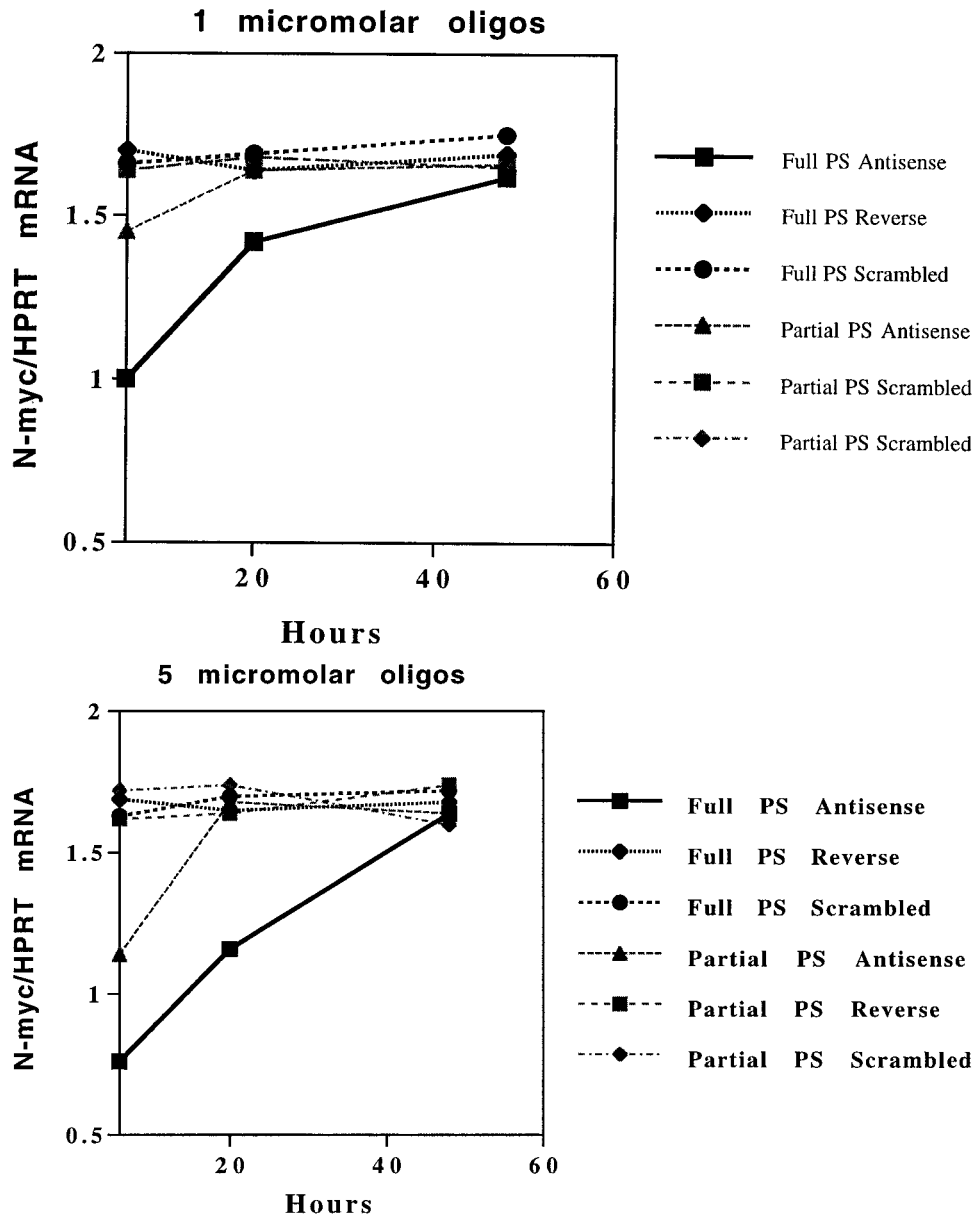 1 micromolar oligos
N-myc/HPRT mRNA
2
1.5
1
0.5
20
40
60
Hours
Full PS Antisense
Full PS Reverse
Full PS Scrambled
Partial PS Antisense
Partial PS Scrambled
Partial PS Scrambled
5 micromolar oligos
N-myc/HPRT mRNA
2
1.5
1
0.5
20
40
60
Hours
Full PS Antisense
Full PS Reverse
Full PS Scrambled
Partial PS Antisense
Partial PS Reverse
Partial PS Scrambled